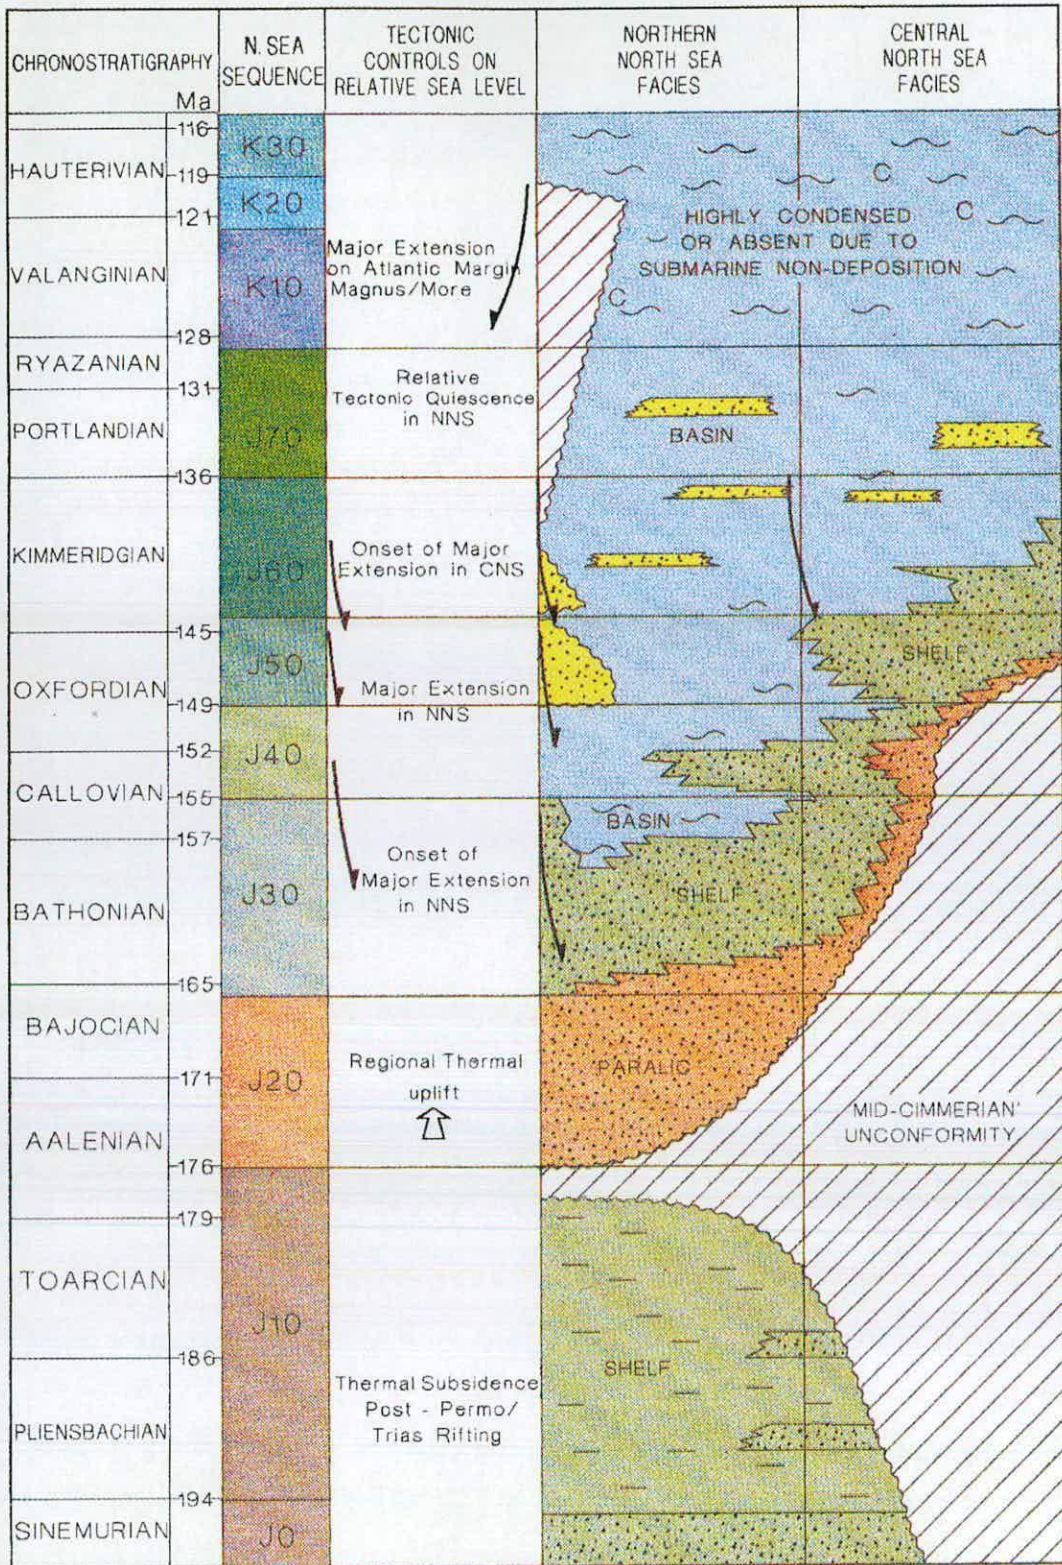 CHRONOSTRATIGRAPHY
Ma
N. SEA
SEQUENCE
TECTONIC
CONTROLS ON
RELATIVE SEA LEVEL
NORTHERN
NORTH SEA
FACIES
CENTRAL
NORTH SEA
FACIES
116
HAUTERIVIAN
119
121
VALANGINIAN
128
RYAZANIAN
131
PORTLANDIAN
136
KIMMERIDGIAN
145
OXFORDIAN
149
152
CALLOVIAN
155
157
BATHONIAN
165
BAJOCIAN
171
AALENIAN
176
179
TOARCIAN
186
PLIENSBACHIAN
194
SINEMURIAN
K30
K20
K10
J70
J60
J50
J40
J30
J20
J10
J0
Major Extension
on Atlantic Margin
Magnus/More
Relative
Tectonic Quiescence
in NNS
Onset of Major
Extension in CNS
Major Extension
in NNS
Onset of
Major Extension
in NNS
Regional Thermal
uplift
Thermal Subsidence
Post - Permo/
Trias Rifting
C
HIGHLY CONDENSED C
OR ABSENT DUE TO
SUBMARINE NON-DEPOSITION
C
BASIN
SHELF
BASIN
SHELF
PARALIC
MID-CIMMERIAN'
UNCONFORMITY
SHELF